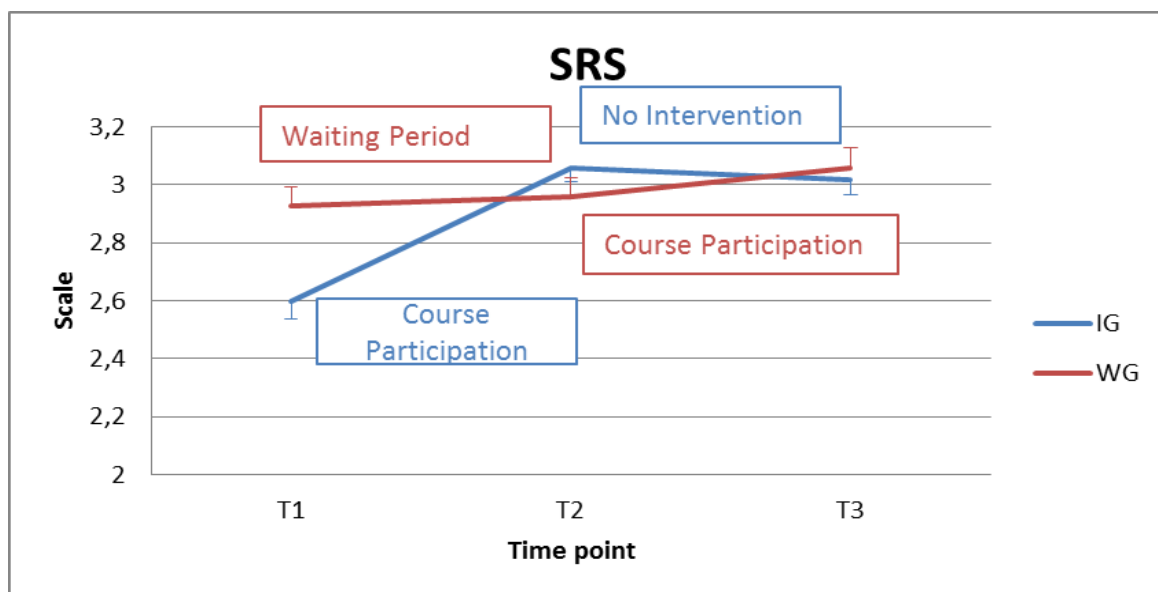 SRS
No Intervention
Waiting Period
3,2
3
2,8
2,6
2,4
2,2
2
Scale
Course Participation
Course
Participation
IG
WG
T1
T2
T3
Time point